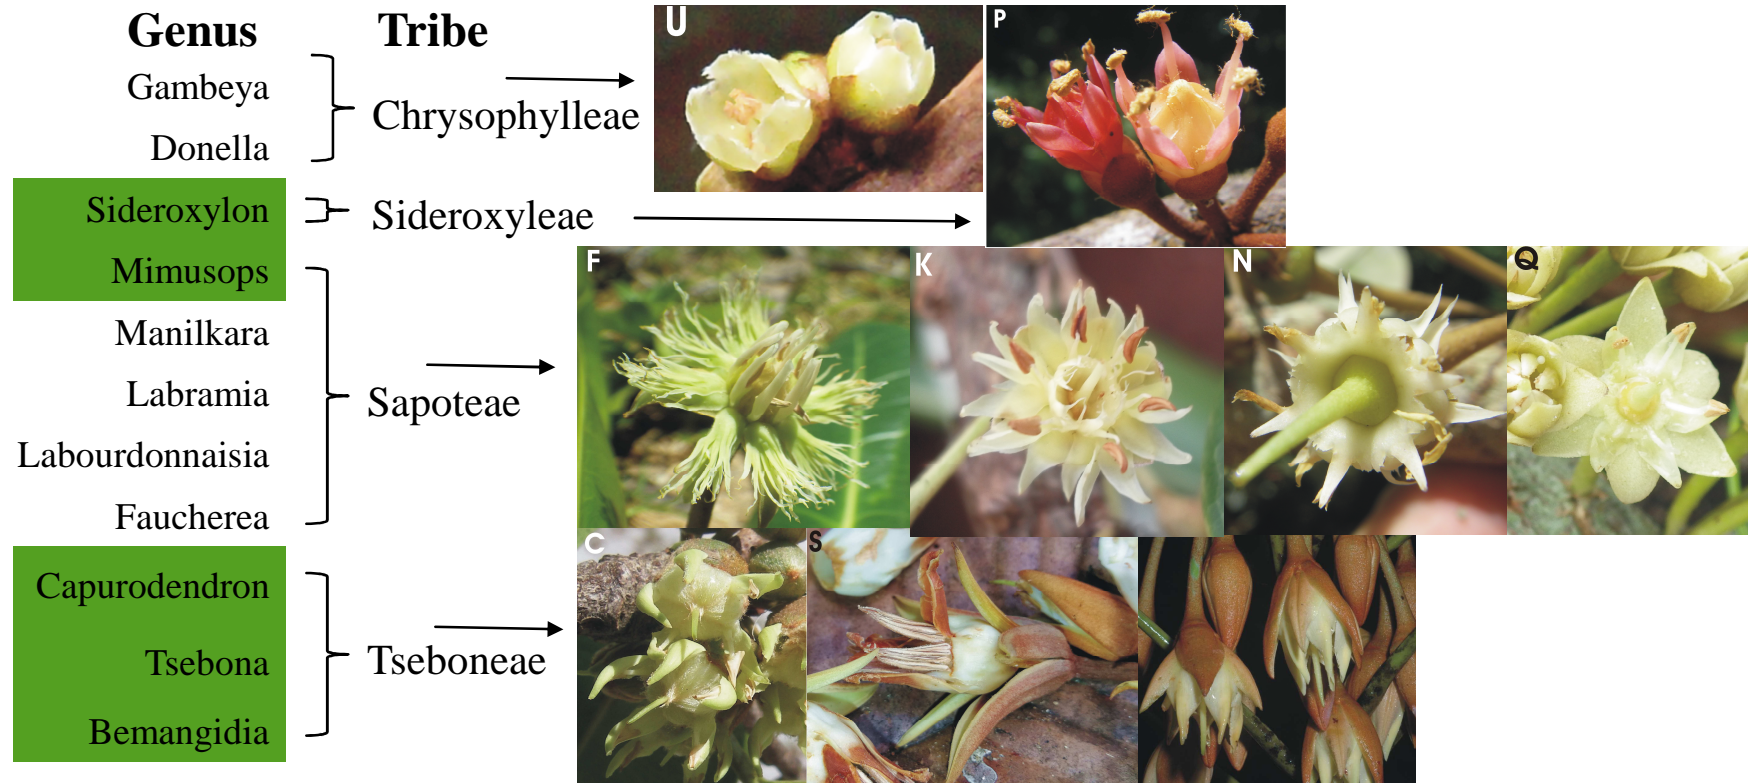 Genus Tribe
Gambeya
Donella
Chrysophylleae
Sideroxylon
Sideroxyleae
Mimusops
Manilkara
Labramia
Labourdonnaisia
Faucherea
Sapoteae
Capurodendron
Tsebona
Bemangidia
Tseboneae
U
P
F
K
N
Q
C
S